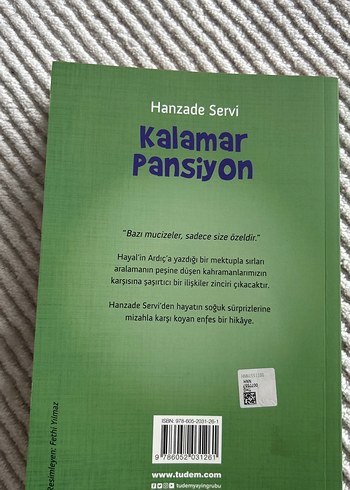 Hanzade Servi
Kalamar
Pansiyon
"Bazı mucizeler, sadece size özeldir."
Hayal'in Ardıç'a yazdığı bir mektupla sırları
aralamanın peşine düşen kahramanlarımızın
karşısına şaşırtıcı bir ilişkiler zinciri çıkacaktır.
Hanzade Servi'den hayatın soğuk sürprizlerine
mizahla karşı koyan enfes bir hikâye.
Resimleyen: Fethi Yılmaz
ISBN: 978-605-2031-26-1
9 786052 031261
www.tudem.com
tudemyayingrubu